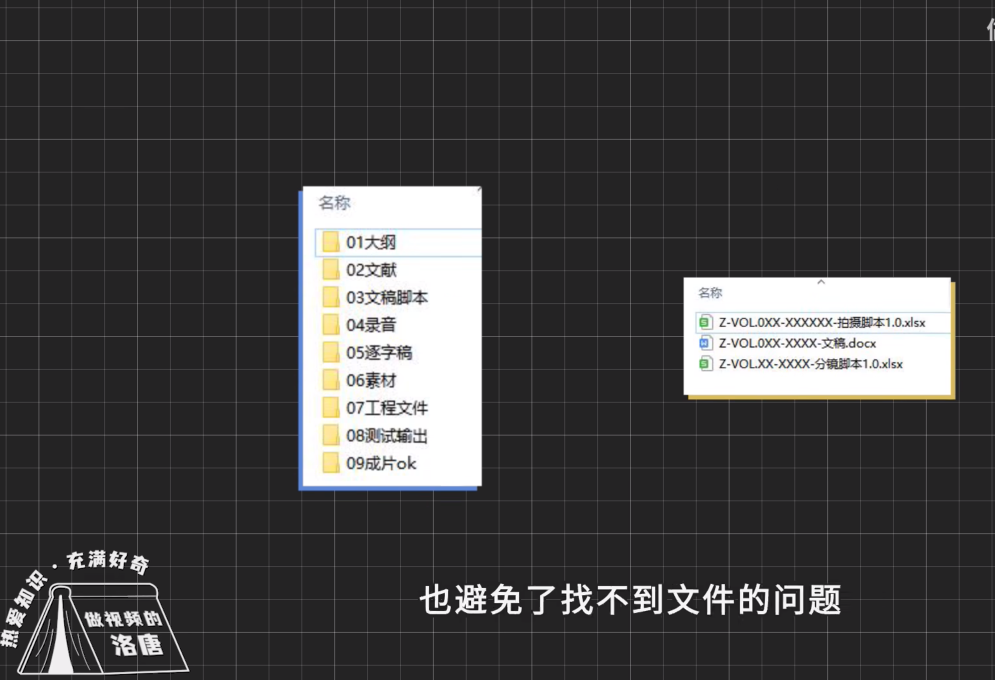 名称
01大纲
02文献
03文稿脚本
04录音
05逐字稿
06素材
07工程文件
08测试输出
09成片ok
名称
Z-VOL.0XX-XXXXXX-拍摄脚本1.0.xlsx
Z-VOL.0XX-XXXX-文稿.docx
Z-VOL.XX-XXXX-分镜脚本1.0.xlsx
热爱知识·充满好奇
做视频的
洛唐
也避免了找不到文件的问题